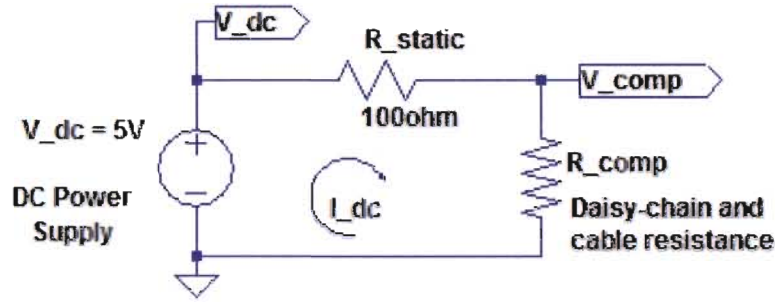 V_dc
R_static
V_comp
100ohm
V_dc = 5V
+
R_comp
DC Power
Supply
I_dc
Daisy-chain and
cable resistance